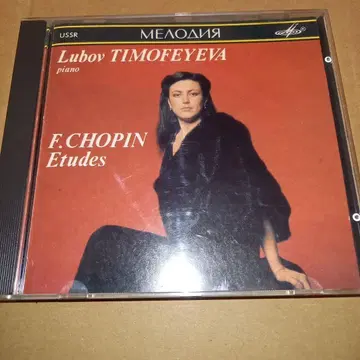 USSR
МЕЛОДИЯ
Lubov TIMOFEYEVA
piano
F. CHOPIN
Etudes